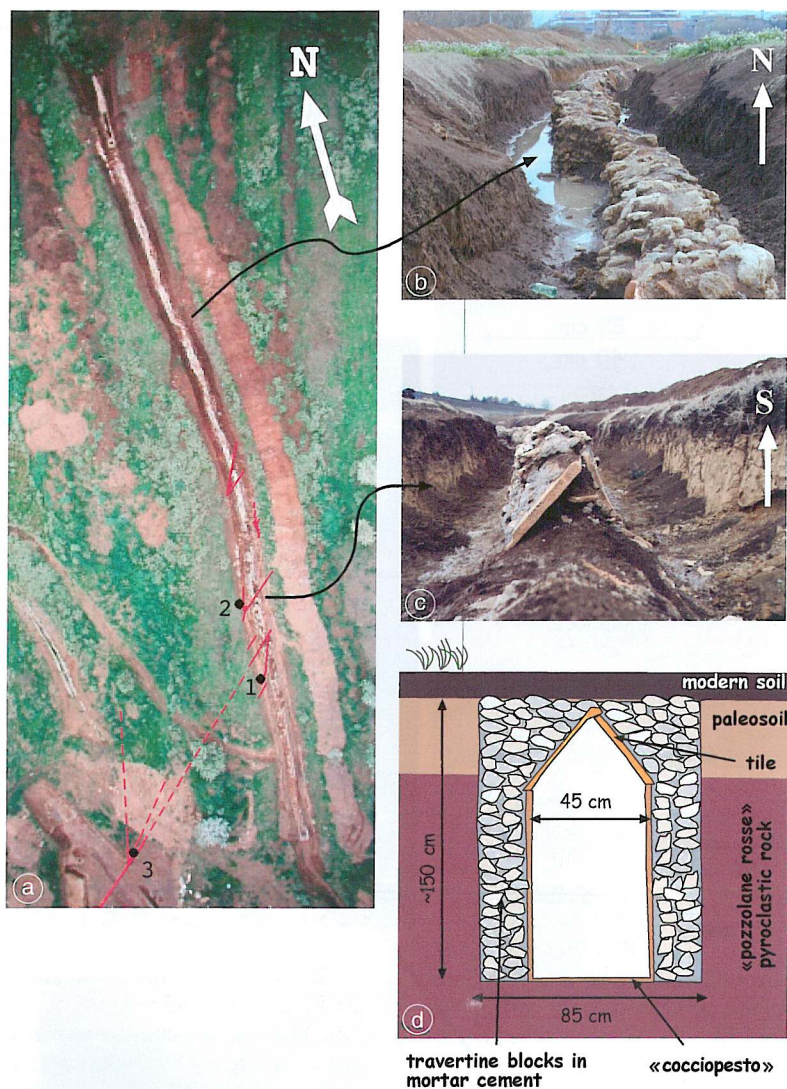 N
2
1
3
a
N
b
S
c
modern soil
paleosoil
tile
45 cm
~150 cm
«pozzolane rosse»
pyroclastic rock
85 cm
d
travertine blocks in
mortar cement
«cocciopesto»